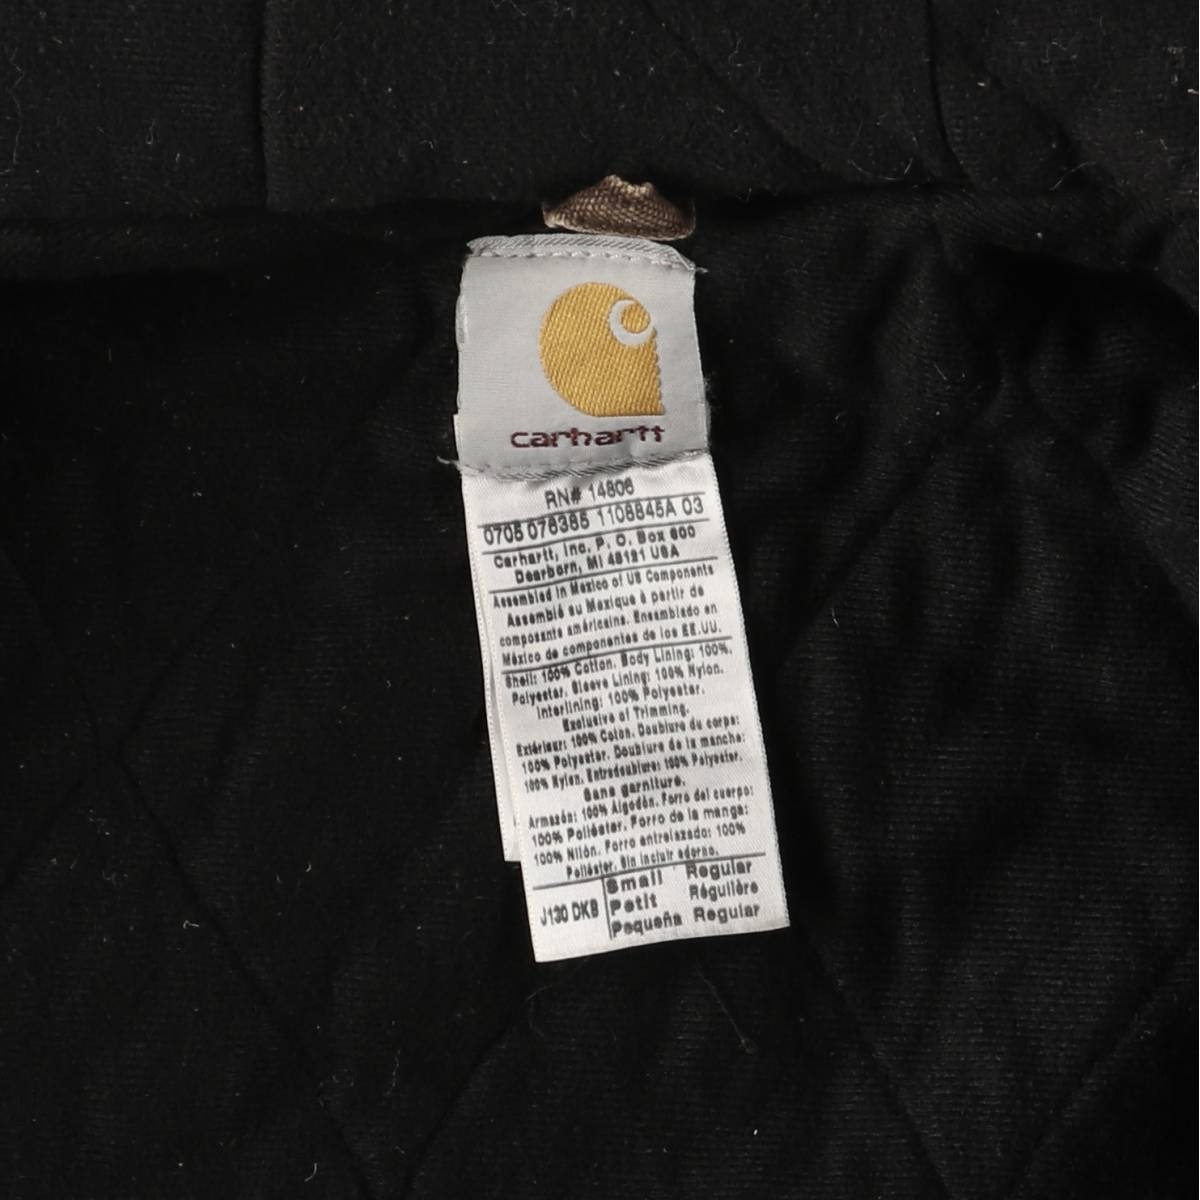 carhartt
RN# 14806
0705 076385 1108845A 03
Carhartt, Inc. P. O. Box 600
Dearborn, MI 48121 USA
Assembled in Mexico of US Components
Assemblé au Mexique à partir de
composants américains. Ensamblado en
México de componentes de los EE.UU.
Shell: 100% Cotton. Body Lining: 100%
Polyester. Sleeve Lining: 100% Nylon.
Interlining: 100% Polyester.
Exclusive of Trimming.
Extérieur: 100% Coton. Doublure du corps:
100% Polyester. Doublure de la manche:
100% Nylon. Entredoublure: 100% Polyester.
Sans garniture.
Armazón: 100% Algodón. Forro del cuerpo:
100% Poliéster. Forro de la manga:
100% Nilón. Forro entrelazado: 100%
Poliéster. Sin incluir adorno.
J130 DKB
Small Regular
Petit Régulière
Pequeña Regular